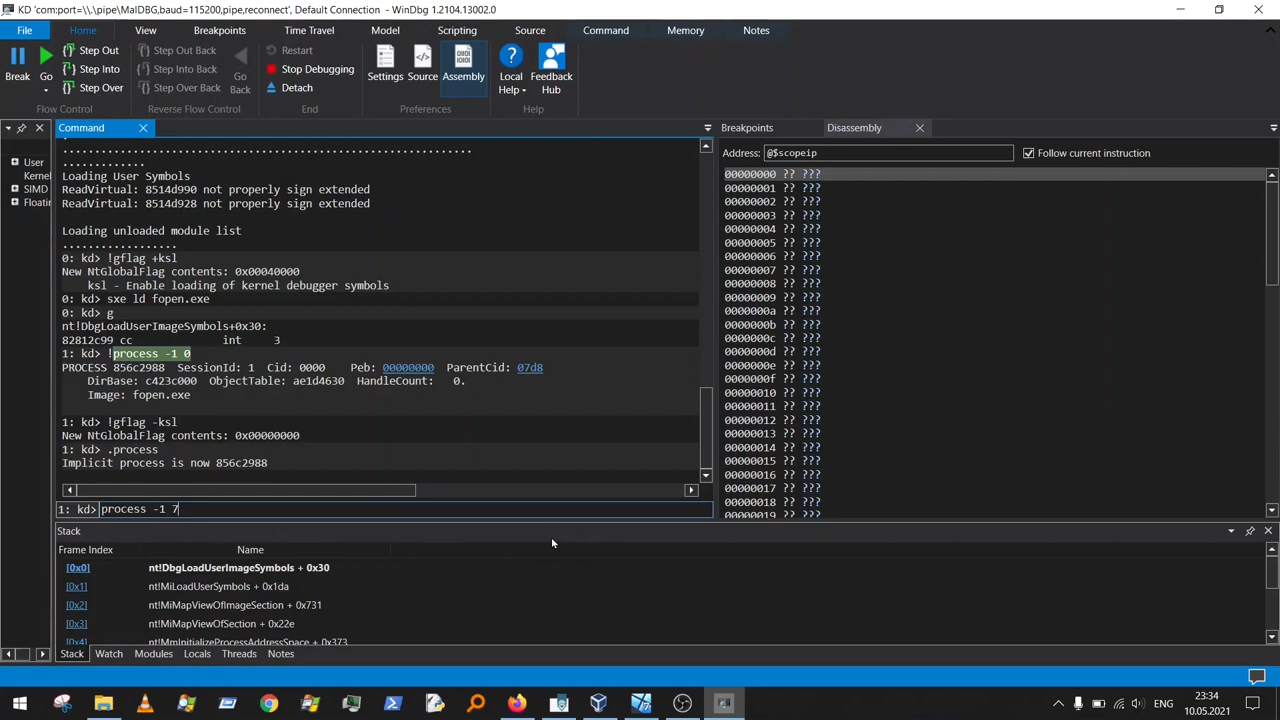 KD 'com:port=\\.\pipe\MalDBG,baud=115200,pipe,reconnect', Default Connection - WinDbg 1.2104.13002.0
File Home View Breakpoints Time Travel Model Scripting Source Command Memory Notes
Break
Go
Step Out
Step Into
Step Over
Flow Control
Step Out Back
Step Into Back
Step Over Back
Go Back
Reverse Flow Control
Restart
Stop Debugging
Detach
End
Settings
Source
Assembly
Preferences
Local Help
Feedback Hub
Help
User
Kernel
SIMD
Floatin
Command
Loading User Symbols
ReadVirtual: 8514d990 not properly sign extended
ReadVirtual: 8514d928 not properly sign extended
Loading unloaded module list
.................
0: kd> !gflag +ksl
New NtGlobalFlag contents: 0x00040000
ksl - Enable loading of kernel debugger symbols
0: kd> sxe ld fopen.exe
0: kd> g
nt!DbgLoadUserImageSymbols+0x30:
82812c99 cc int 3
1: kd> !process -1 0
PROCESS 856c2988 SessionId: 1 Cid: 0000 Peb: 00000000 ParentCid: 07d8
DirBase: c423c000 ObjectTable: ae1d4630 HandleCount: 0.
Image: fopen.exe
1: kd> !gflag -ksl
New NtGlobalFlag contents: 0x00000000
1: kd> .process
Implicit process is now 856c2988
1: kd> process -1 7
Breakpoints Disassembly
Address: @$scopeip Follow current instruction
00000000 ?? ???
00000001 ?? ???
00000002 ?? ???
00000003 ?? ???
00000004 ?? ???
00000005 ?? ???
00000006 ?? ???
00000007 ?? ???
00000008 ?? ???
00000009 ?? ???
0000000a ?? ???
0000000b ?? ???
0000000c ?? ???
0000000d ?? ???
0000000e ?? ???
0000000f ?? ???
00000010 ?? ???
00000011 ?? ???
00000012 ?? ???
00000013 ?? ???
00000014 ?? ???
00000015 ?? ???
00000016 ?? ???
00000017 ?? ???
00000018 ?? ???
00000019 ?? ???
Stack
Frame Index Name
[0x0] nt!DbgLoadUserImageSymbols + 0x30
[0x1] nt!MiLoadUserSymbols + 0x1da
[0x2] nt!MiMapViewOfImageSection + 0x731
[0x3] nt!MiMapViewOfSection + 0x22e
[0x4] nt!MmInitializeProcessAddressSpace + 0x373
Stack Watch Modules Locals Threads Notes
ENG
23:34
10.05.2021